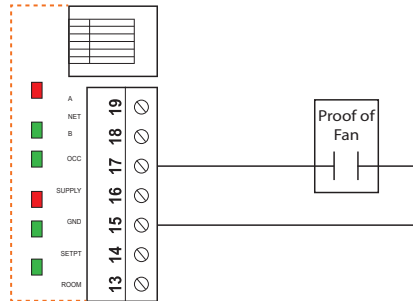 A
NET
B
OCC
SUPPLY
GND
SETPT
ROOM
19
18
17
16
15
14
13
Proof of
Fan